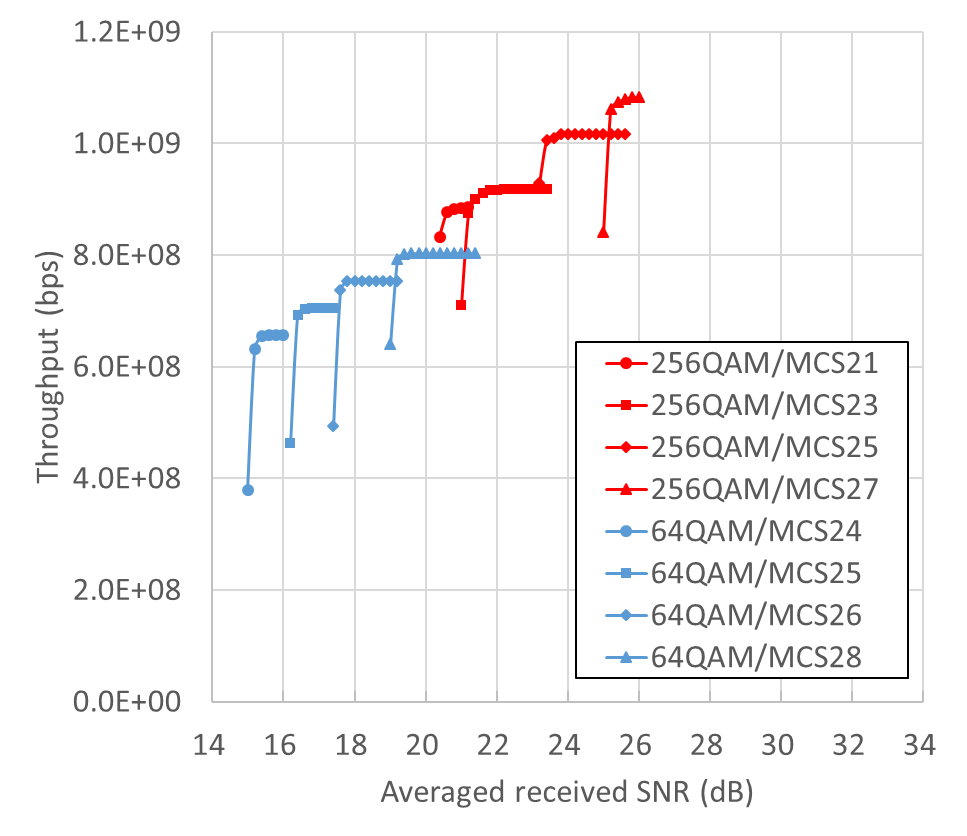 1.2E+09
1.0E+09
8.0E+08
6.0E+08
4.0E+08
2.0E+08
0.0E+00
Throughput (bps)
256QAM/MCS21
256QAM/MCS23
256QAM/MCS25
256QAM/MCS27
64QAM/MCS24
64QAM/MCS25
64QAM/MCS26
64QAM/MCS28
14 16 18 20 22 24 26 28 30 32 34
Averaged received SNR (dB)